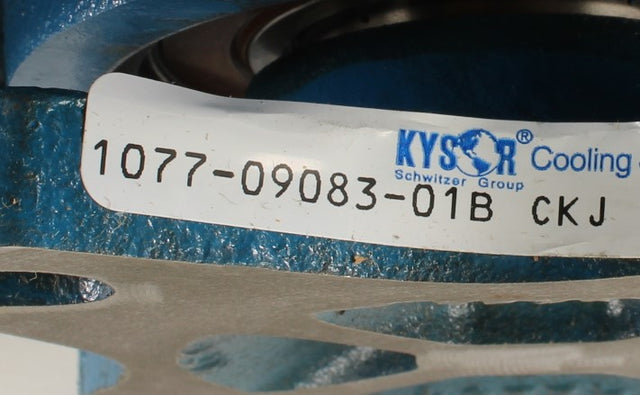 KYSOR® Cooling
Schwitzer Group
1077-09083-01B CKJ